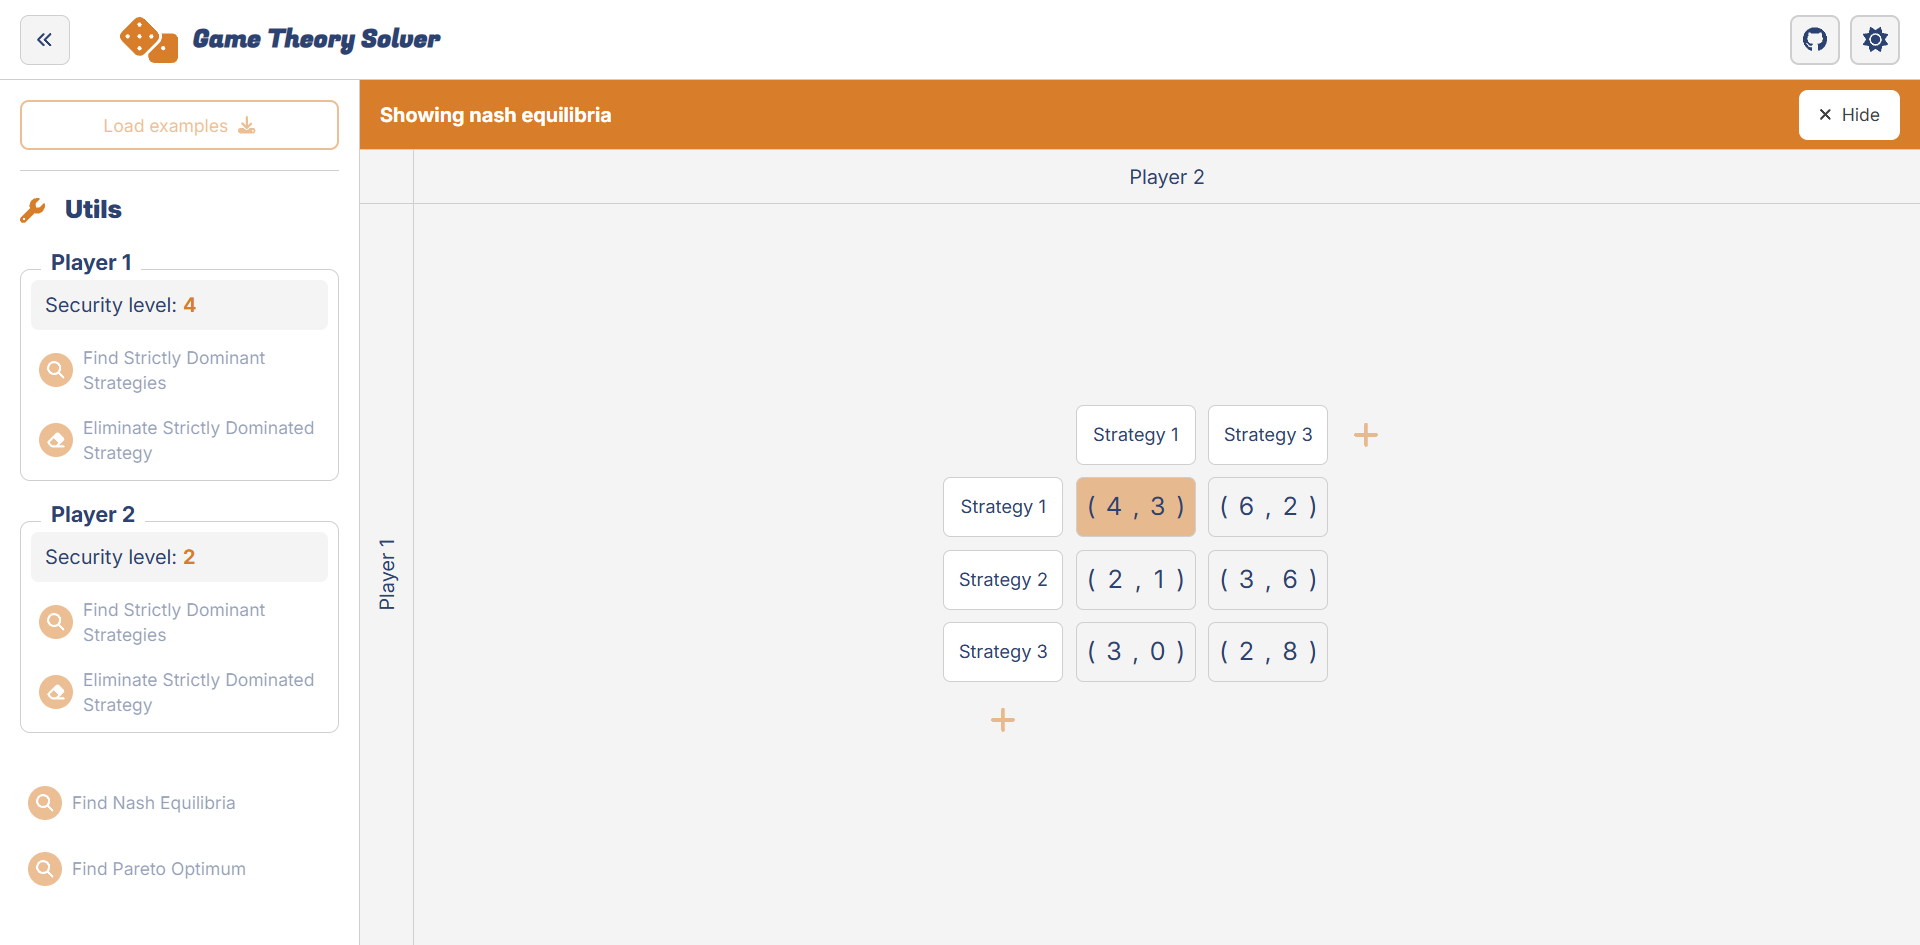 Game Theory Solver
Load examples
Showing nash equilibria
Hide
Utils
Player 1
Security level: 4
Find Strictly Dominant
Strategies
Eliminate Strictly Dominated
Strategy
Player 2
Security level: 2
Find Strictly Dominant
Strategies
Eliminate Strictly Dominated
Strategy
Find Nash Equilibria
Find Pareto Optimum
Player 2
Player 1
Strategy 1 Strategy 3
Strategy 1 ( 4 , 3 ) ( 6 , 2 )
Strategy 2 ( 2 , 1 ) ( 3 , 6 )
Strategy 3 ( 3 , 0 ) ( 2 , 8 )